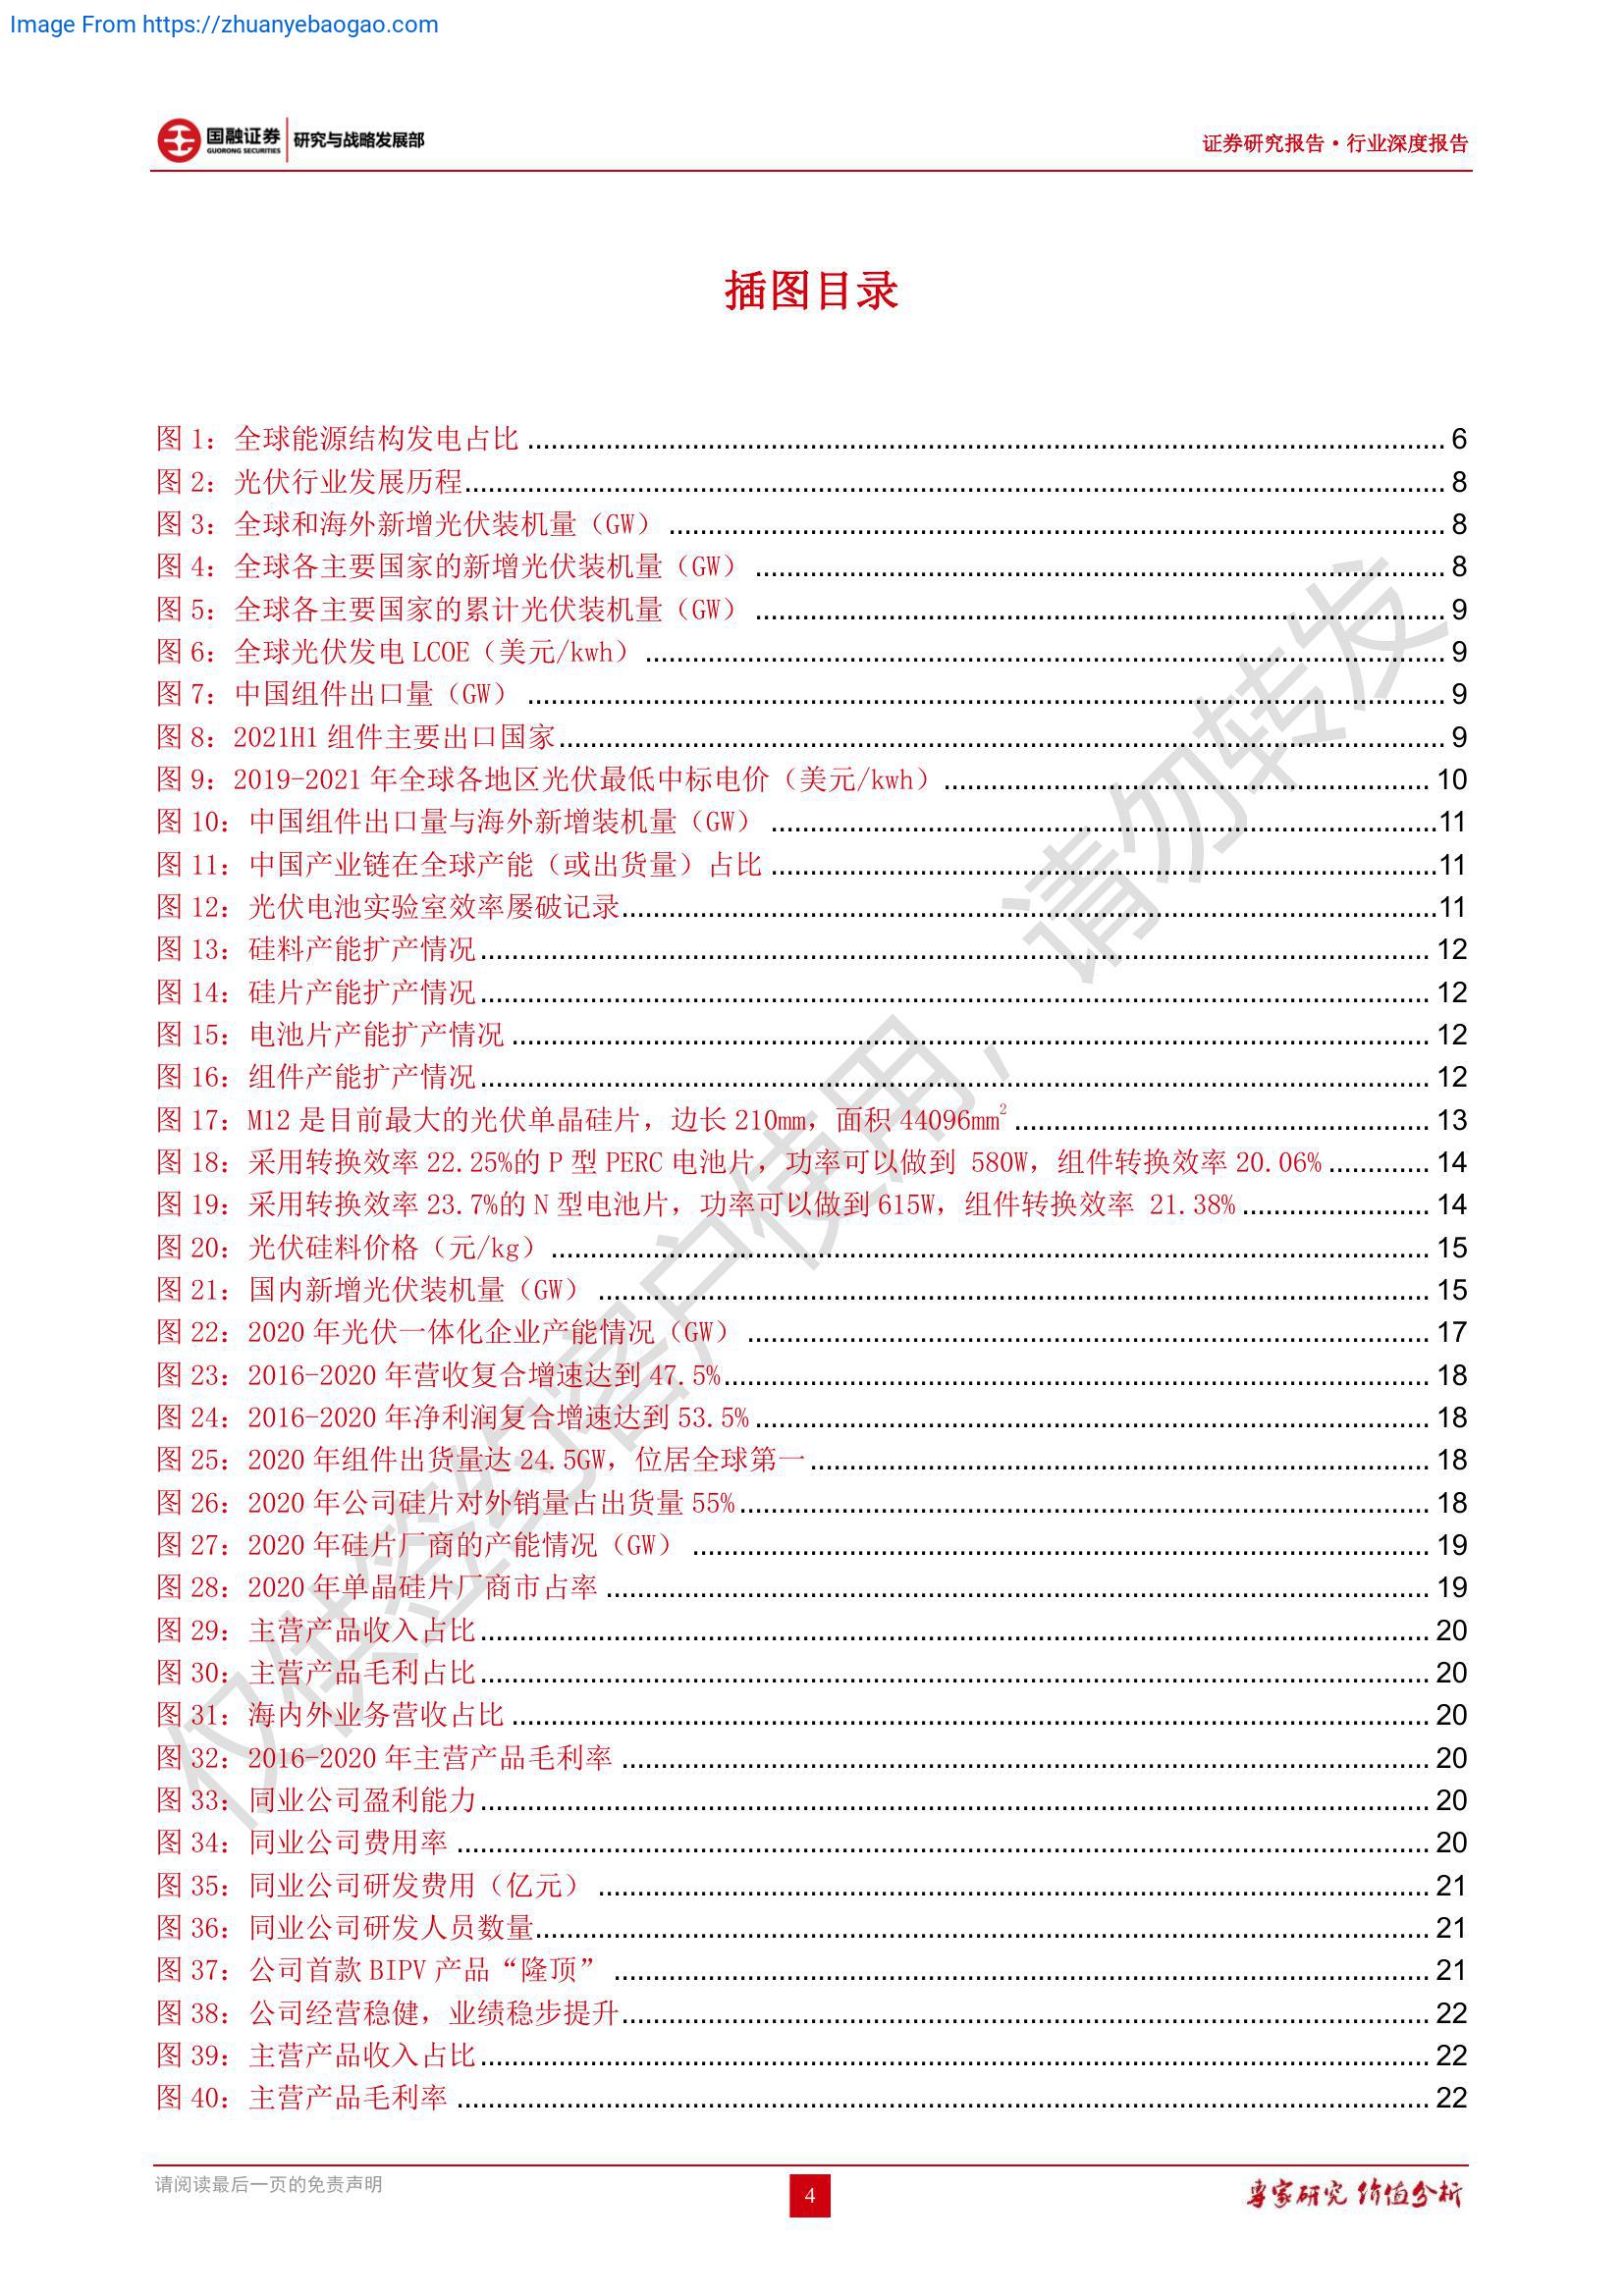 Image From https://zhuanyebaogao.com
国融证券 研究与战略发展部
GUORONG SECURITIES
证券研究报告·行业深度报告
插图目录
图 1：全球能源结构发电占比 6
图 2：光伏行业发展历程 8
图 3：全球和海外新增光伏装机量（GW） 8
图 4：全球各主要国家的新增光伏装机量（GW） 8
图 5：全球各主要国家的累计光伏装机量（GW） 9
图 6：全球光伏发电 LCOE（美元/kwh） 9
图 7：中国组件出口量（GW） 9
图 8：2021H1 组件主要出口国家 9
图 9：2019-2021 年全球各地区光伏最低中标电价（美元/kwh） 10
图 10：中国组件出口量与海外新增装机量（GW） 11
图 11：中国产业链在全球产能（或出货量）占比 11
图 12：光伏电池实验室效率屡破记录 11
图 13：硅料产能扩产情况 12
图 14：硅片产能扩产情况 12
图 15：电池片产能扩产情况 12
图 16：组件产能扩产情况 12
图 17：M12 是目前最大的光伏单晶硅片，边长 210mm，面积 44096mm² 13
图 18：采用转换效率 22.25%的 P 型 PERC 电池片，功率可以做到 580W，组件转换效率 20.06% 14
图 19：采用转换效率 23.7%的 N 型电池片，功率可以做到 615W，组件转换效率 21.38% 14
图 20：光伏硅料价格（元/kg） 15
图 21：国内新增光伏装机量（GW） 15
图 22：2020 年光伏一体化企业产能情况（GW） 17
图 23：2016-2020 年营收复合增速达到 47.5% 18
图 24：2016-2020 年净利润复合增速达到 53.5% 18
图 25：2020 年组件出货量达 24.5GW，位居全球第一 18
图 26：2020 年公司硅片对外销量占出货量 55% 18
图 27：2020 年硅片厂商的产能情况（GW） 19
图 28：2020 年单晶硅片厂商市占率 19
图 29：主营产品收入占比 20
图 30：主营产品毛利占比 20
图 31：海内外业务营收占比 20
图 32：2016-2020 年主营产品毛利率 20
图 33：同业公司盈利能力 20
图 34：同业公司费用率 20
图 35：同业公司研发费用（亿元） 21
图 36：同业公司研发人员数量 21
图 37：公司首款 BIPV 产品“隆顶” 21
图 38：公司经营稳健，业绩稳步提升 22
图 39：主营产品收入占比 22
图 40：主营产品毛利率 22
仅供签约客户使用，请勿转发
请阅读最后一页的免责声明
4
专家研究 价值分析